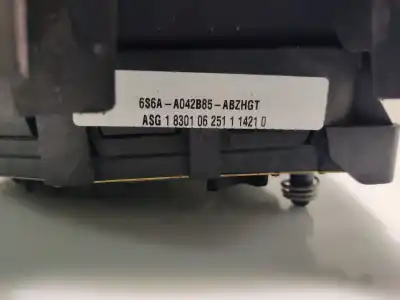 6S6A-A042B85-ABZHGT
ASG 1 8301 06 251 1 1421 0